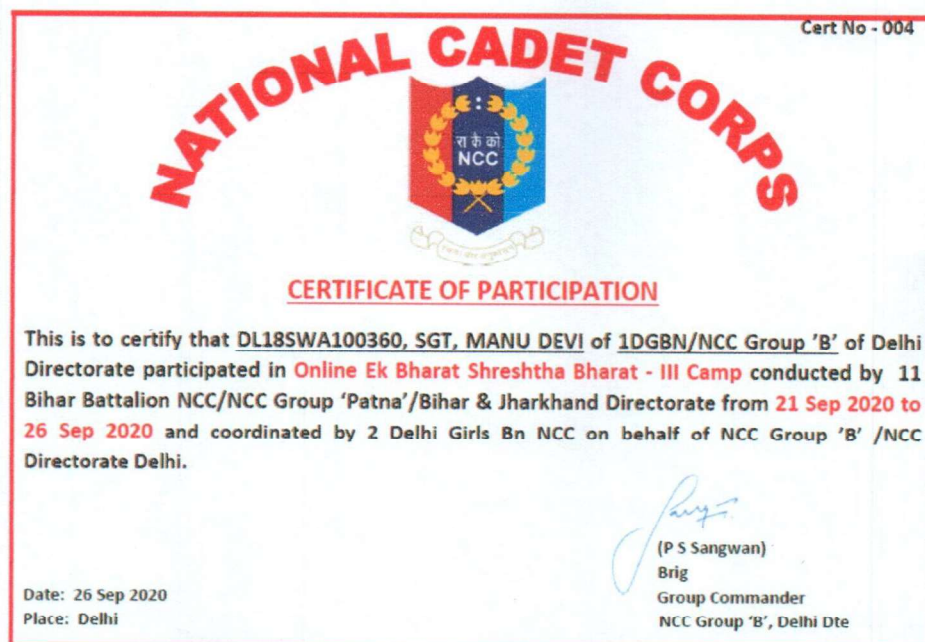 Cert No - 004
NATIONAL CADET CORPS
रा कै को
NCC
CERTIFICATE OF PARTICIPATION
This is to certify that DL18SWA100360, SGT, MANU DEVI of 1DGBN/NCC Group 'B' of Delhi
Directorate participated in Online Ek Bharat Shreshtha Bharat - III Camp conducted by 11
Bihar Battalion NCC/NCC Group 'Patna'/Bihar & Jharkhand Directorate from 21 Sep 2020 to
26 Sep 2020 and coordinated by 2 Delhi Girls Bn NCC on behalf of NCC Group 'B' /NCC
Directorate Delhi.
(P S Sangwan)
Brig
Group Commander
NCC Group 'B', Delhi Dte
Date: 26 Sep 2020
Place: Delhi